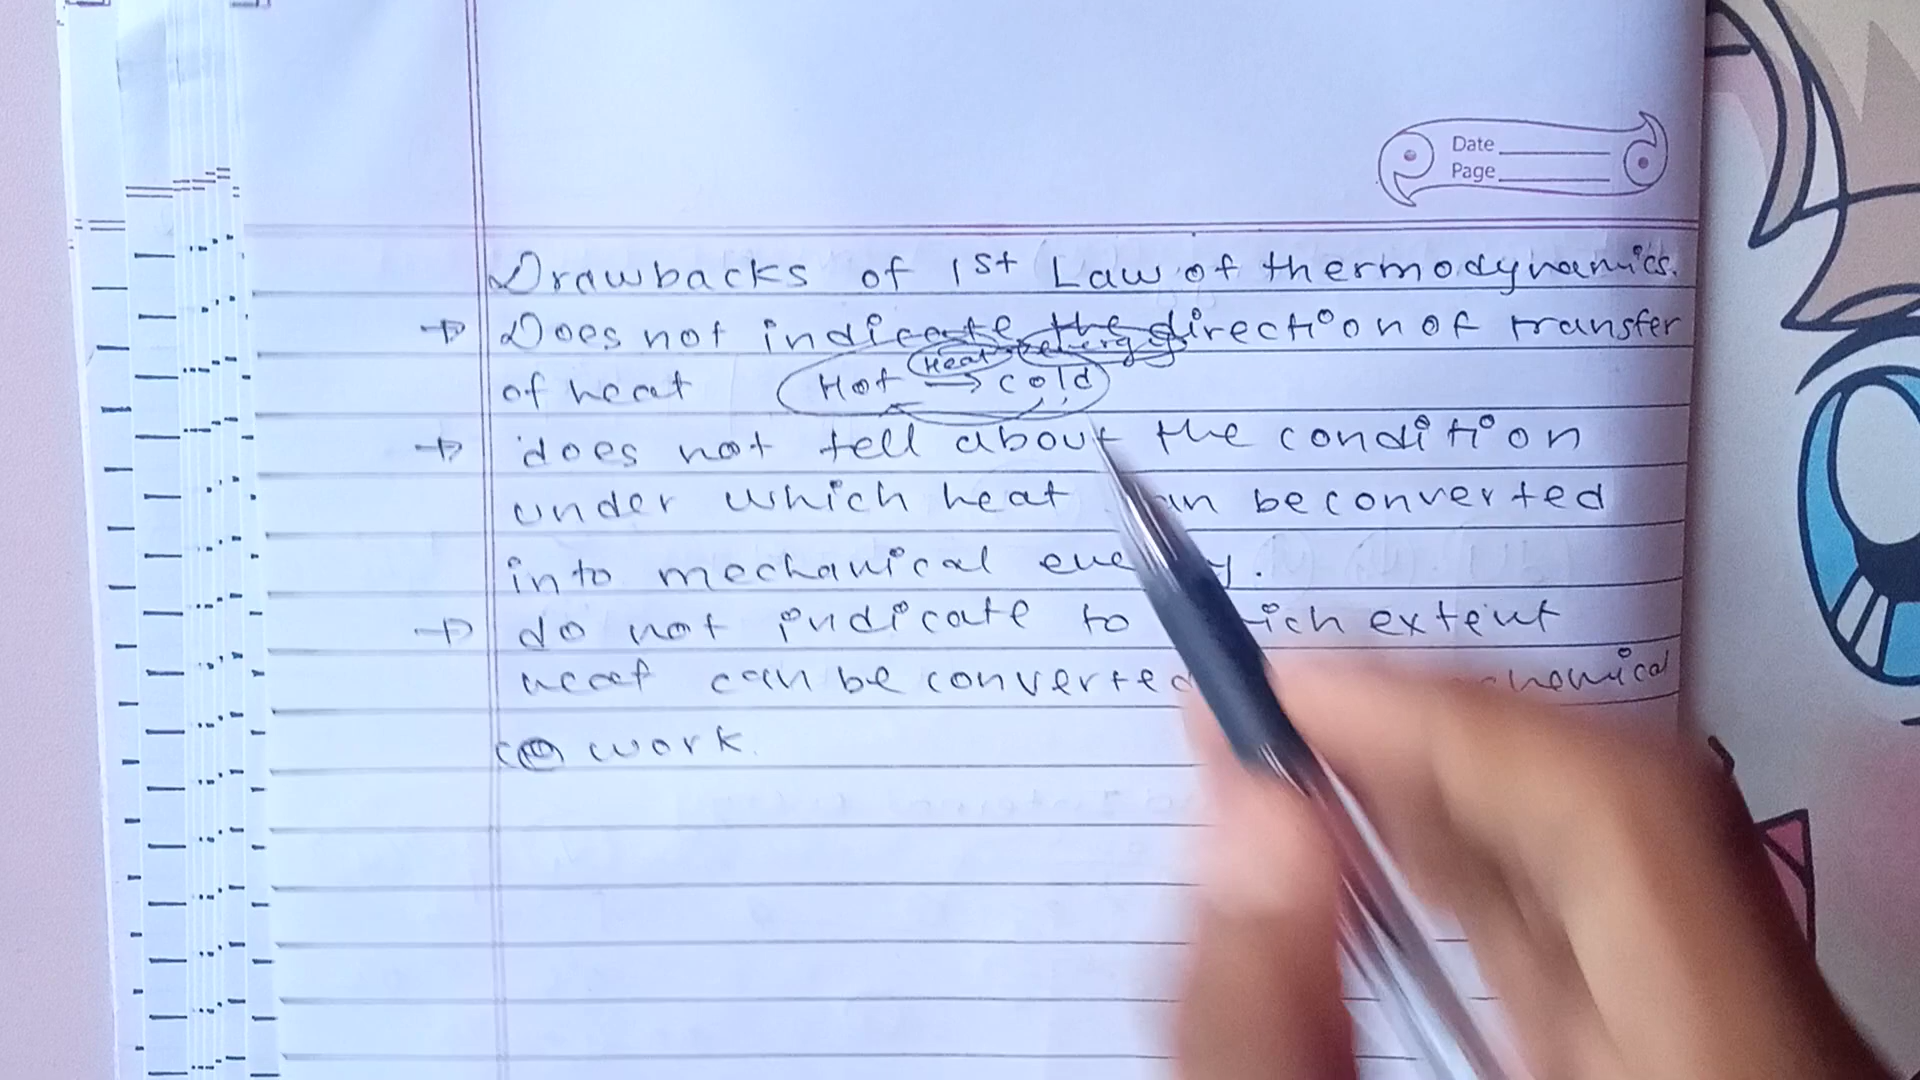 Date
Page
Drawbacks of 1st Law of thermodynamics.
→ Does not indicate the direction of transfer
Heat energy
of heat Hot → cold
→ does not tell about the condition
under which heat be converted
into mechanical
→ do not indicate to extent
heat can be converted
work.